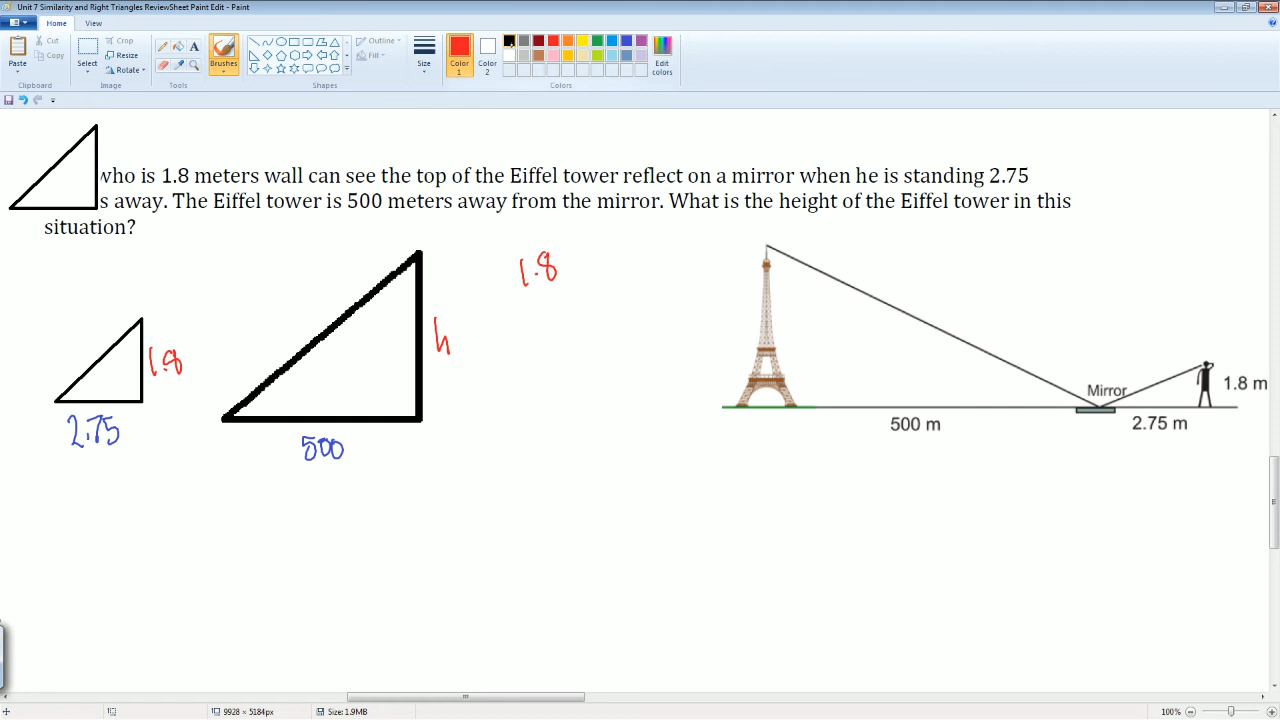 Unit 7 Similarity and Right Triangles ReviewSheet Paint Edit - Paint
Home View
Paste Cut Copy Select Crop Resize Rotate Brushes Outline Fill Size Color 1 Color 2 Edit colors
Clipboard Image Tools Shapes Colors
who is 1.8 meters wall can see the top of the Eiffel tower reflect on a mirror when he is standing 2.75
s away. The Eiffel tower is 500 meters away from the mirror. What is the height of the Eiffel tower in this
situation?
1.8
h
1.8
2.75
500
Mirror
1.8 m
500 m
2.75 m
9928 × 5184px Size: 1.9MB 100%